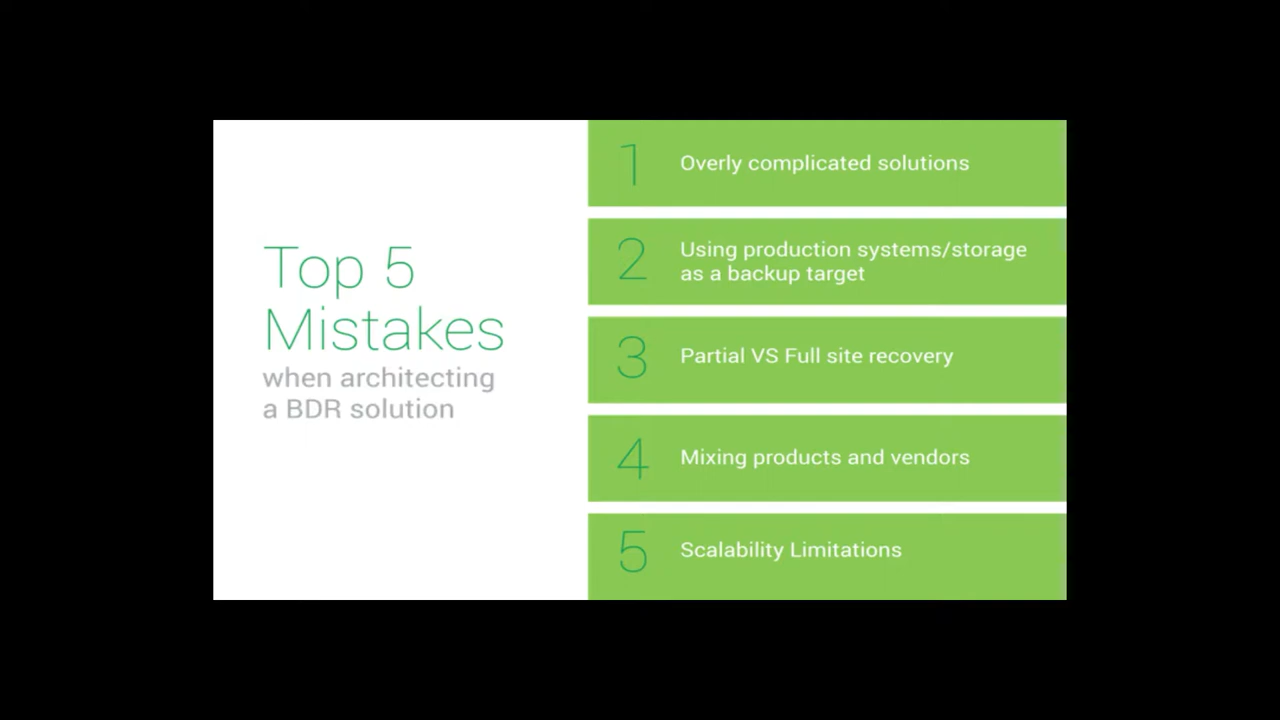 Top 5
Mistakes
when architecting
a BDR solution
1 Overly complicated solutions
2 Using production systems/storage
as a backup target
3 Partial VS Full site recovery
4 Mixing products and vendors
5 Scalability Limitations